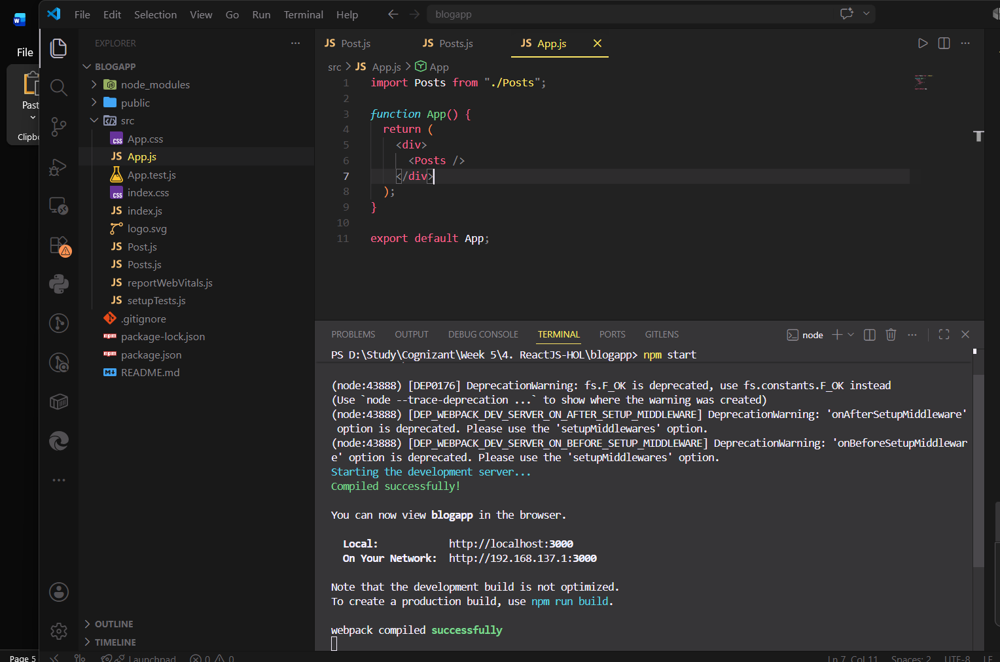 File Edit Selection View Go Run Terminal Help
blogapp
File
Past
Clipb
Page 5
EXPLORER
BLOGAPP
node_modules
public
src
App.css
App.js
App.test.js
index.css
index.js
logo.svg
Post.js
Posts.js
reportWebVitals.js
setupTests.js
.gitignore
package-lock.json
package.json
README.md
OUTLINE
TIMELINE
JS Post.js JS Posts.js JS App.js
src > JS App.js > App
1 import Posts from "./Posts";
2
3 function App() {
4 return (
5 <div>
6 <Posts />
7 </div>
8 );
9 }
10
11 export default App;
PROBLEMS OUTPUT DEBUG CONSOLE TERMINAL PORTS GITLENS
node
PS D:\Study\Cognizant\Week 5\4. ReactJS-HOL\blogapp> npm start
(node:43888) [DEP0176] DeprecationWarning: fs.F_OK is deprecated, use fs.constants.F_OK instead
(Use `node --trace-deprecation ...` to show where the warning was created)
(node:43888) [DEP_WEBPACK_DEV_SERVER_ON_AFTER_SETUP_MIDDLEWARE] DeprecationWarning: 'onAfterSetupMiddleware'
option is deprecated. Please use the 'setupMiddlewares' option.
(node:43888) [DEP_WEBPACK_DEV_SERVER_ON_BEFORE_SETUP_MIDDLEWARE] DeprecationWarning: 'onBeforeSetupMiddlewar
e' option is deprecated. Please use the 'setupMiddlewares' option.
Starting the development server...
Compiled successfully!
You can now view blogapp in the browser.
Local: http://localhost:3000
On Your Network: http://192.168.137.1:3000
Note that the development build is not optimized.
To create a production build, use npm run build.
webpack compiled successfully
Launchpad 0 0 Ln 7, Col 11 Spaces: 2 UTF-8 LF